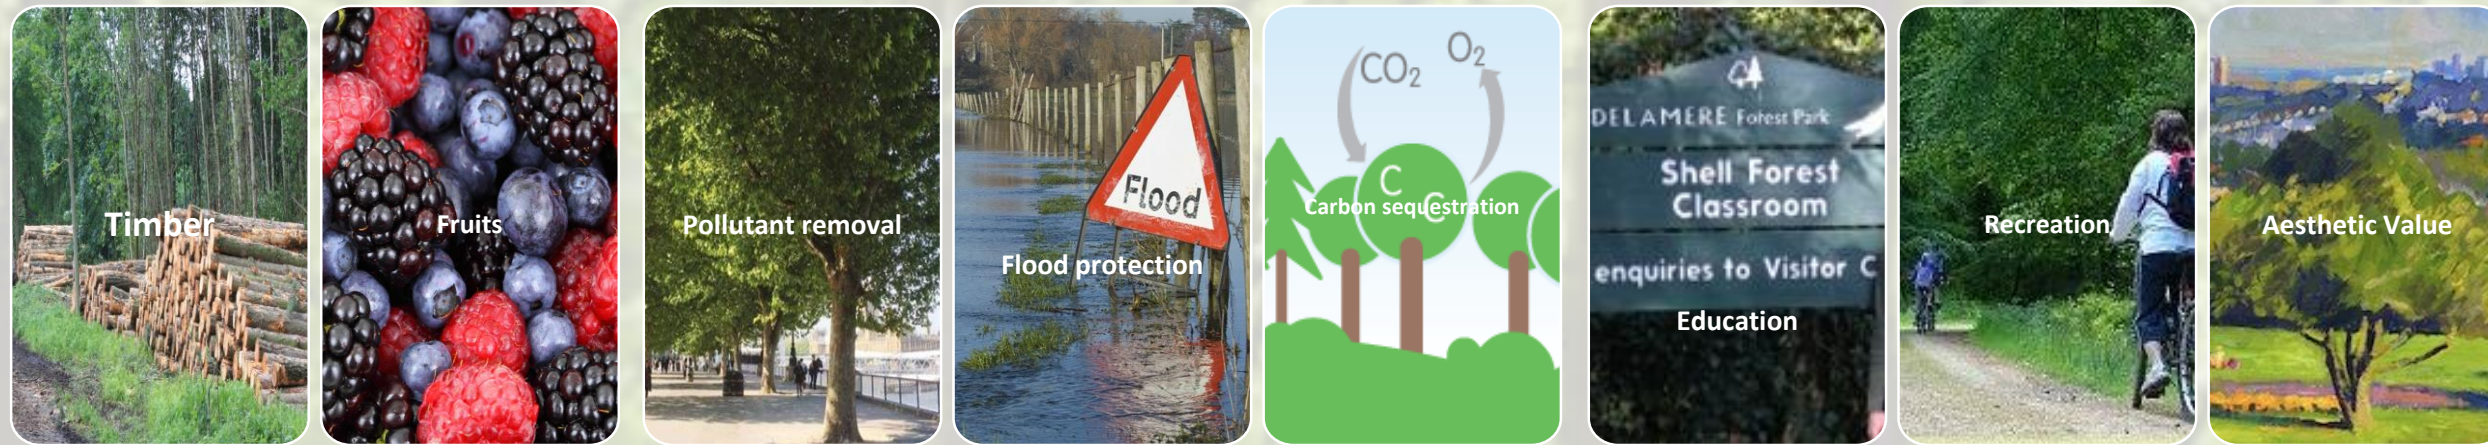 Timber
Fruits
Pollutant removal
Flood
Flood protection
CO₂
O₂
C
C
Carbon sequestration
DELAMERE Forest Park
Shell Forest
Classroom
enquiries to Visitor C
Education
Recreation
Aesthetic Value